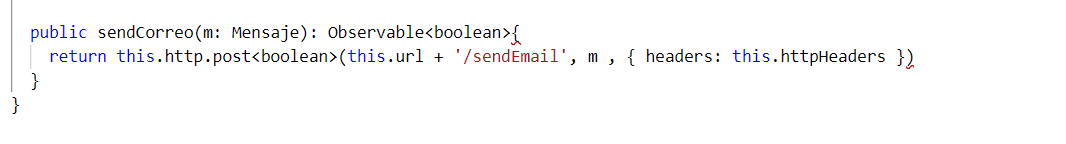 public sendCorreo(m: Mensaje): Observable<boolean>{
return this.http.post<boolean>(this.url + '/sendEmail', m , { headers: this.httpHeaders })
}
}